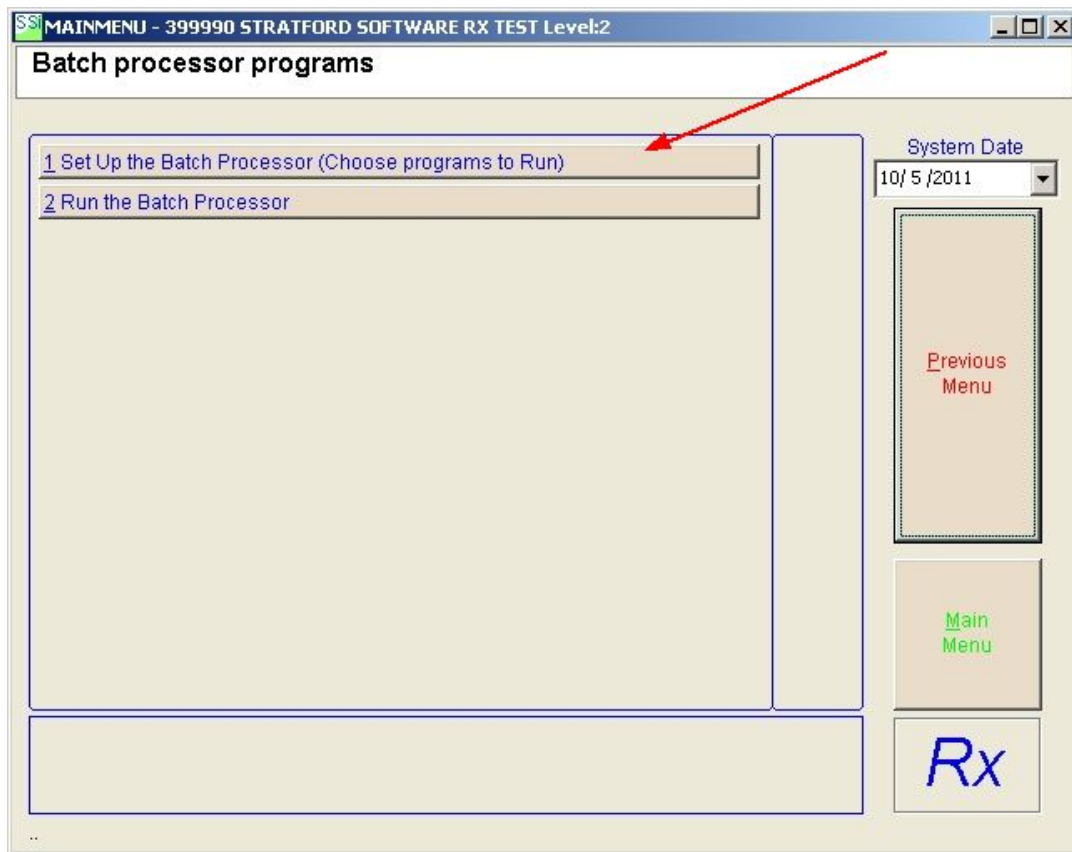 SSI MAINMENU - 399990 STRATFORD SOFTWARE RX TEST Level:2
Batch processor programs
1 Set Up the Batch Processor (Choose programs to Run)
2 Run the Batch Processor
System Date
10/ 5 /2011
Previous
Menu
Main
Menu
Rx
..